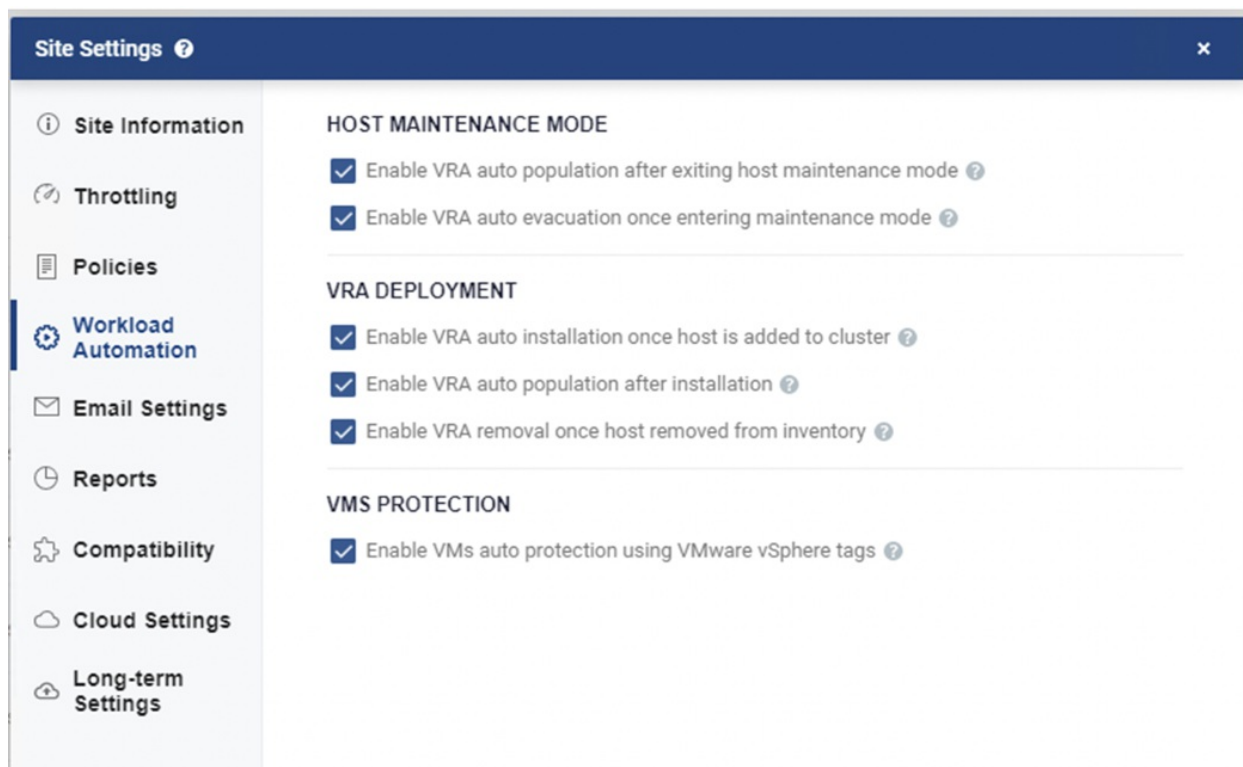 Site Settings ?
Site Information
Throttling
Policies
Workload
Automation
Email Settings
Reports
Compatibility
Cloud Settings
Long-term
Settings
HOST MAINTENANCE MODE
Enable VRA auto population after exiting host maintenance mode ?
Enable VRA auto evacuation once entering maintenance mode ?
VRA DEPLOYMENT
Enable VRA auto installation once host is added to cluster ?
Enable VRA auto population after installation ?
Enable VRA removal once host removed from inventory ?
VMS PROTECTION
Enable VMs auto protection using VMware vSphere tags ?